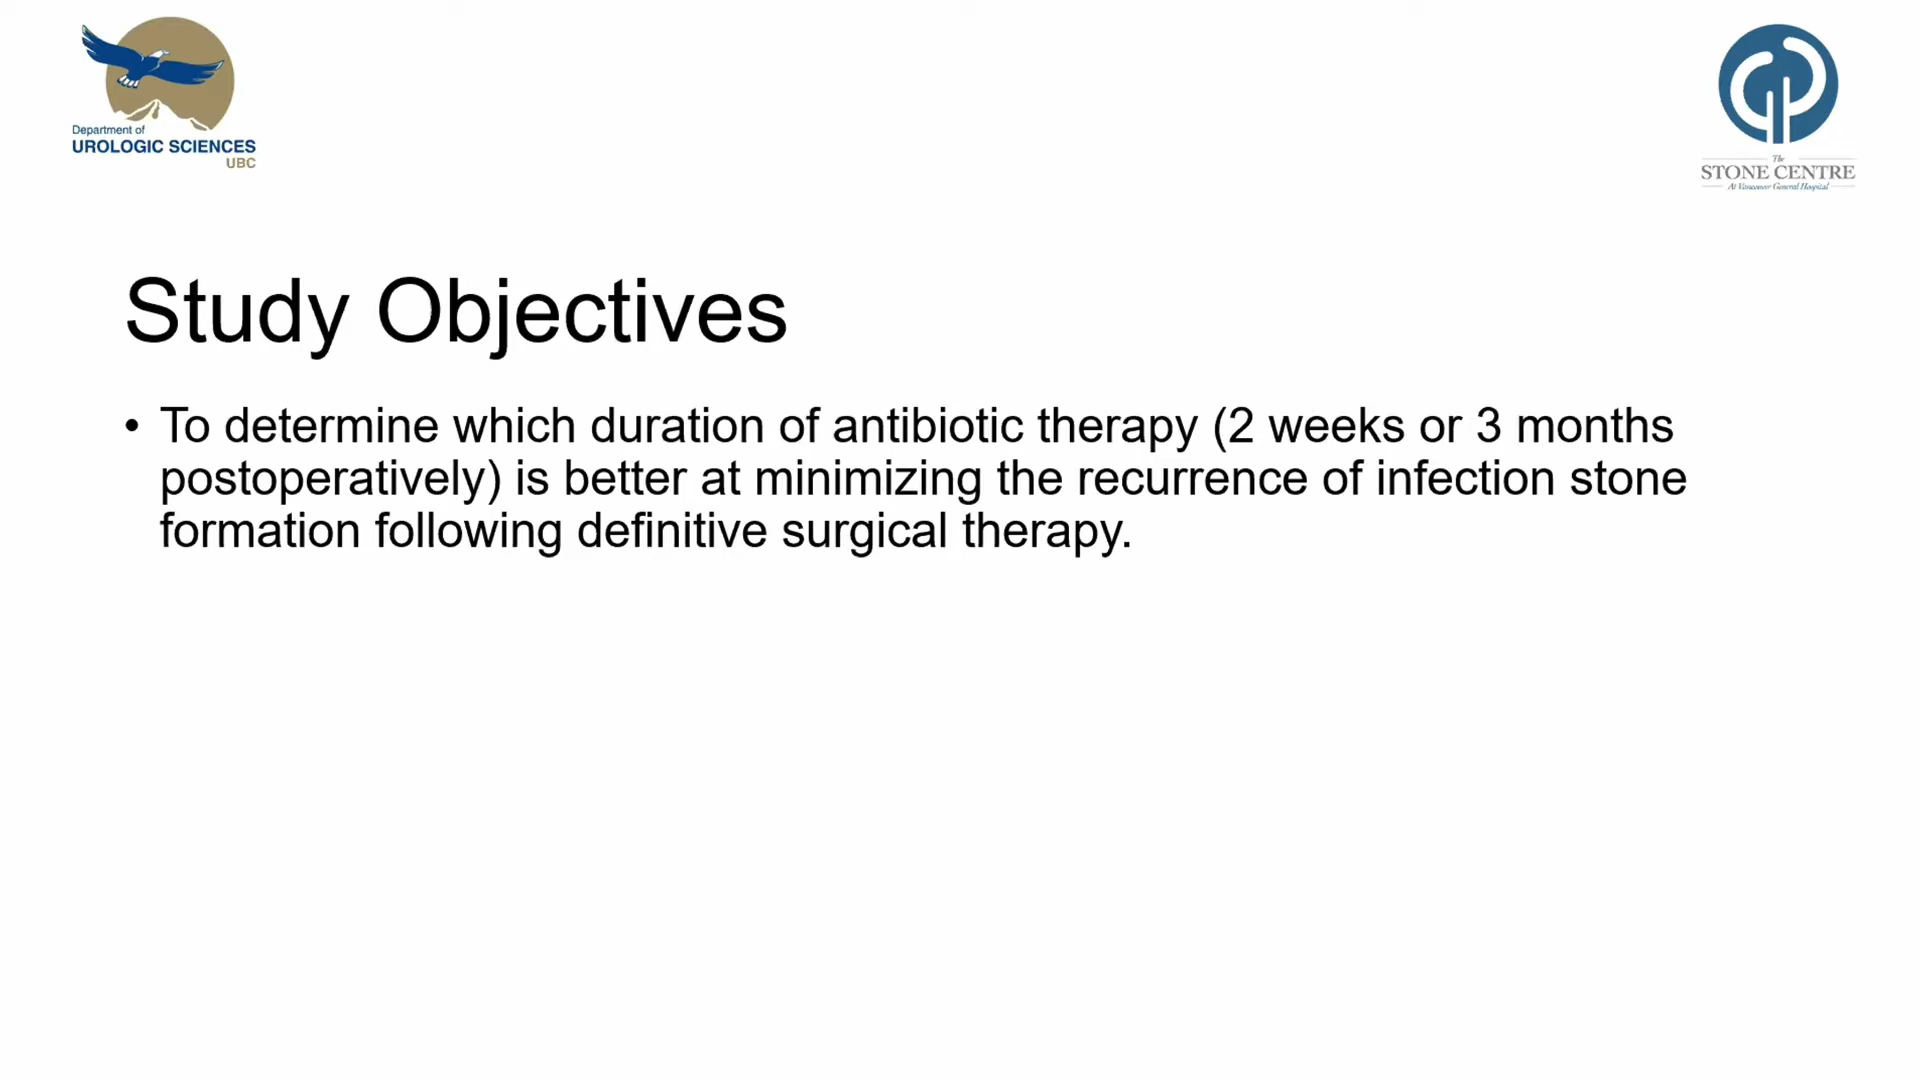 Department of
UROLOGIC SCIENCES
UBC
The
STONE CENTRE
At Vancouver General Hospital
Study Objectives
• To determine which duration of antibiotic therapy (2 weeks or 3 months
postoperatively) is better at minimizing the recurrence of infection stone
formation following definitive surgical therapy.